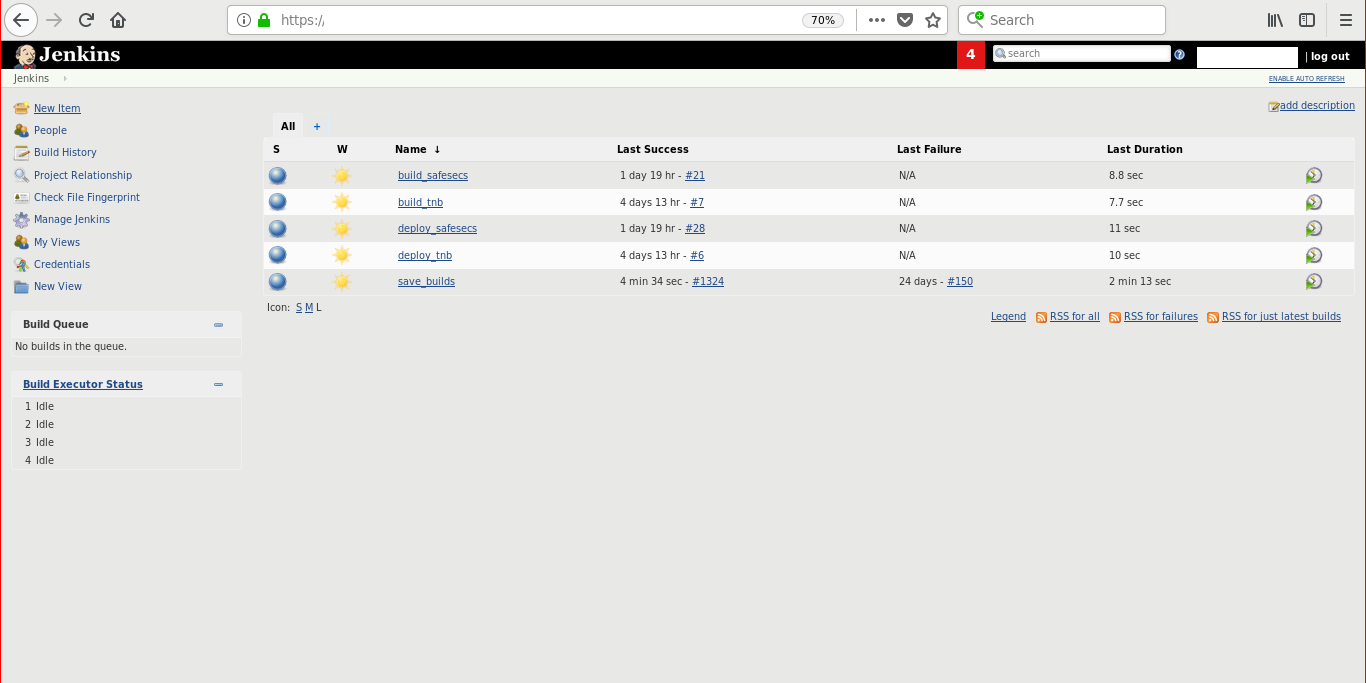 https:/
70%
Search
Jenkins
4
search
| log out
Jenkins
ENABLE AUTO REFRESH
New Item
People
Build History
Project Relationship
Check File Fingerprint
Manage Jenkins
My Views
Credentials
New View
Build Queue
No builds in the queue.
Build Executor Status
1 Idle
2 Idle
3 Idle
4 Idle
add description
All +
S W Name ↓ Last Success Last Failure Last Duration
build_safesecs 1 day 19 hr - #21 N/A 8.8 sec
build_tnb 4 days 13 hr - #7 N/A 7.7 sec
deploy_safesecs 1 day 19 hr - #28 N/A 11 sec
deploy_tnb 4 days 13 hr - #6 N/A 10 sec
save_builds 4 min 34 sec - #1324 24 days - #150 2 min 13 sec
Icon: S M L
Legend RSS for all RSS for failures RSS for just latest builds